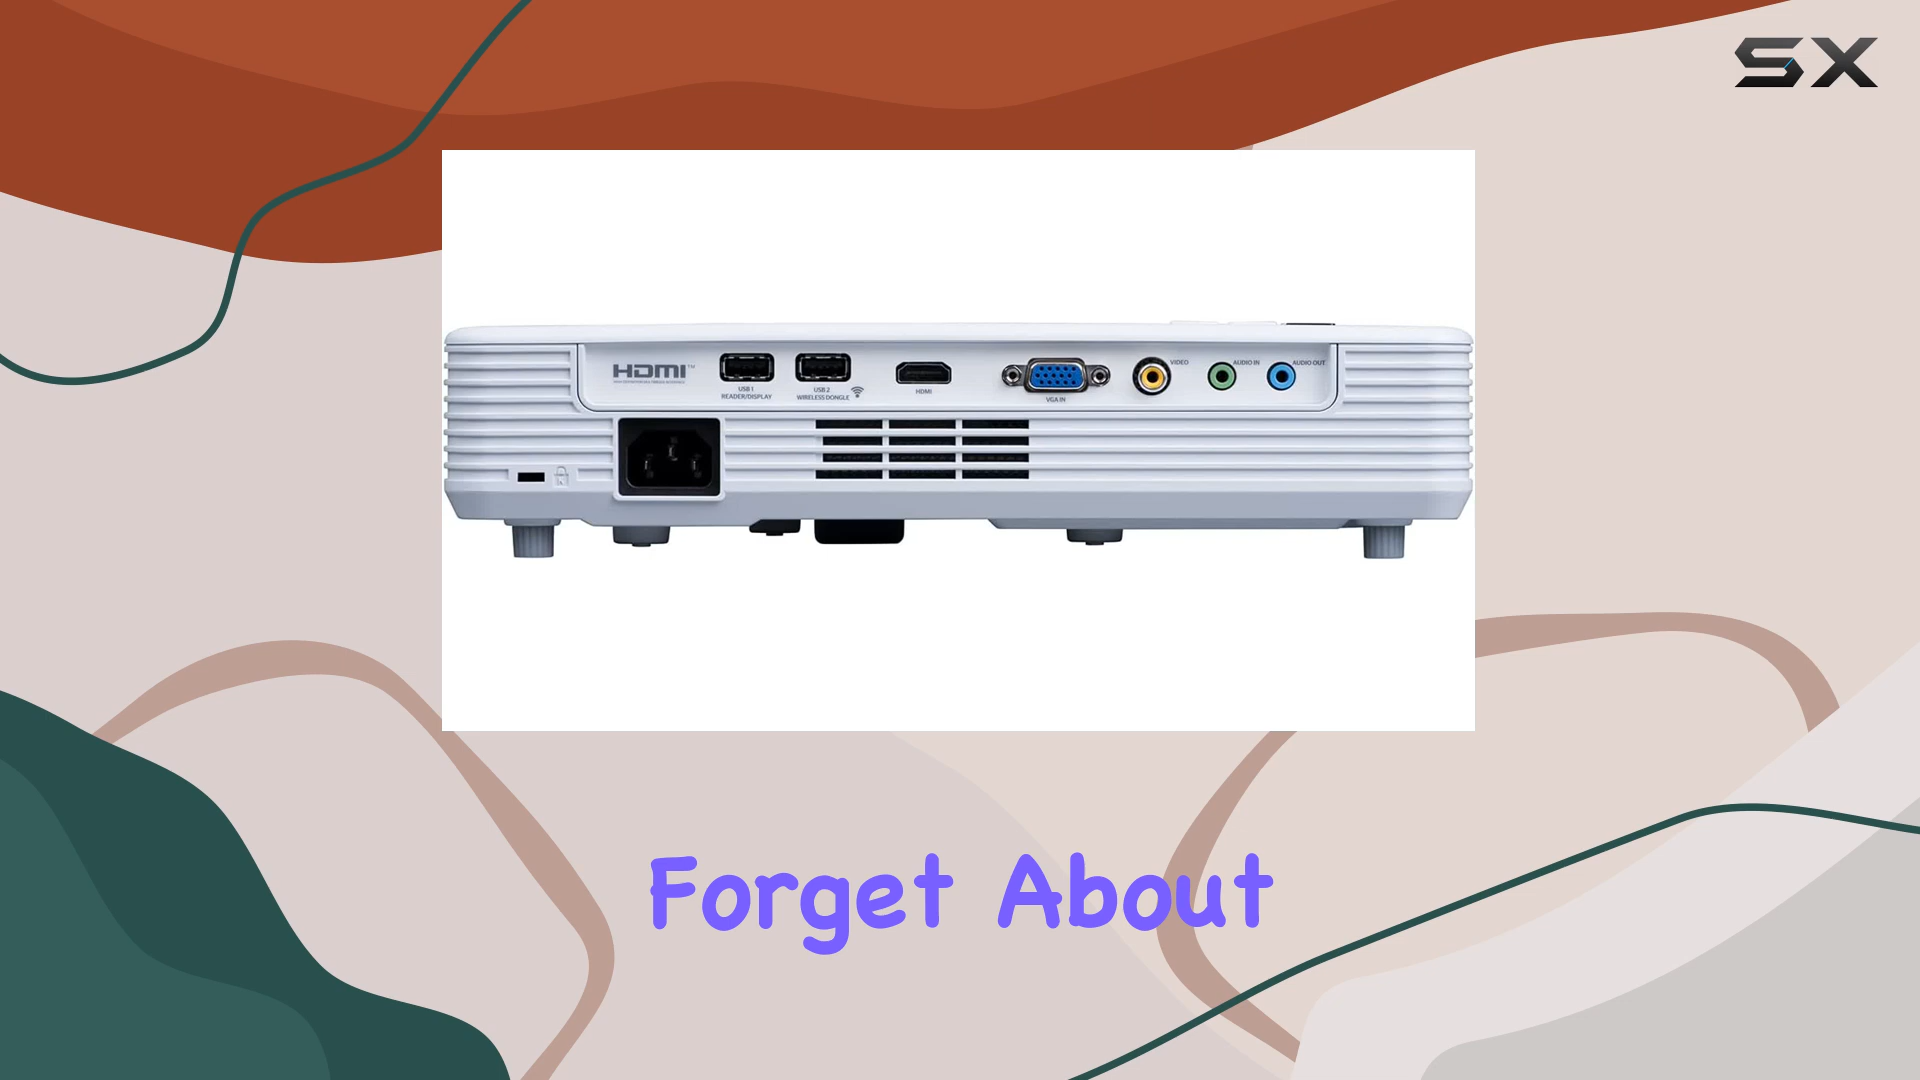 SX
HDMI™
USB 1
READER/DISPLAY
USB 2
WIRELESS DONGLE
HDMI
VGA IN
VIDEO
AUDIO IN
AUDIO OUT
Forget About